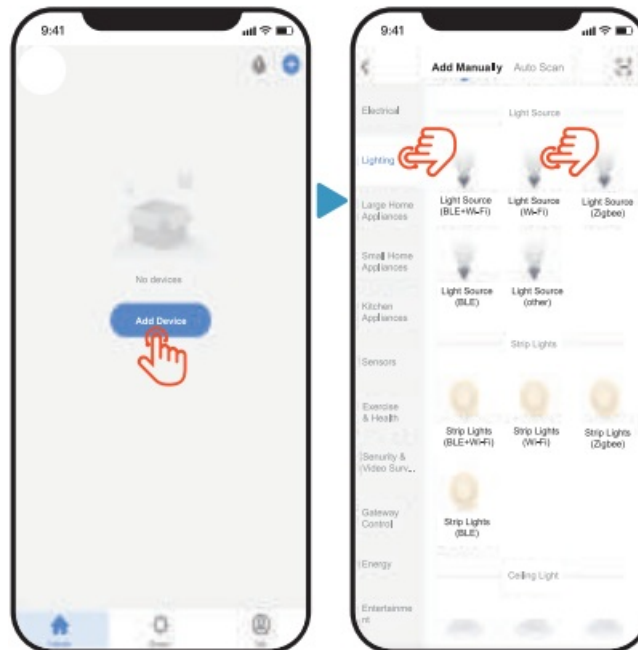 9:41
No devices
Add Device
9:41
Add Manually Auto Scan
Electrical
Lighting
Large Home
Appliances
Small Home
Appliances
Kitchen
Appliances
Sensors
Exercise
& Health
Senurity &
Video Surv...
Gateway
Control
Energy
Entertainme
nt
Light Source
Light Source
(BLE+Wi-Fi)
Light Source
(Wi-Fi)
Light Source
(Zigbee)
Light Source
(BLE)
Light Source
(other)
Strip Lights
Strip Lights
(BLE+Wi-Fi)
Strip Lights
(Wi-Fi)
Strip Lights
(Zigbee)
Strip Lights
(BLE)
Ceiling Light